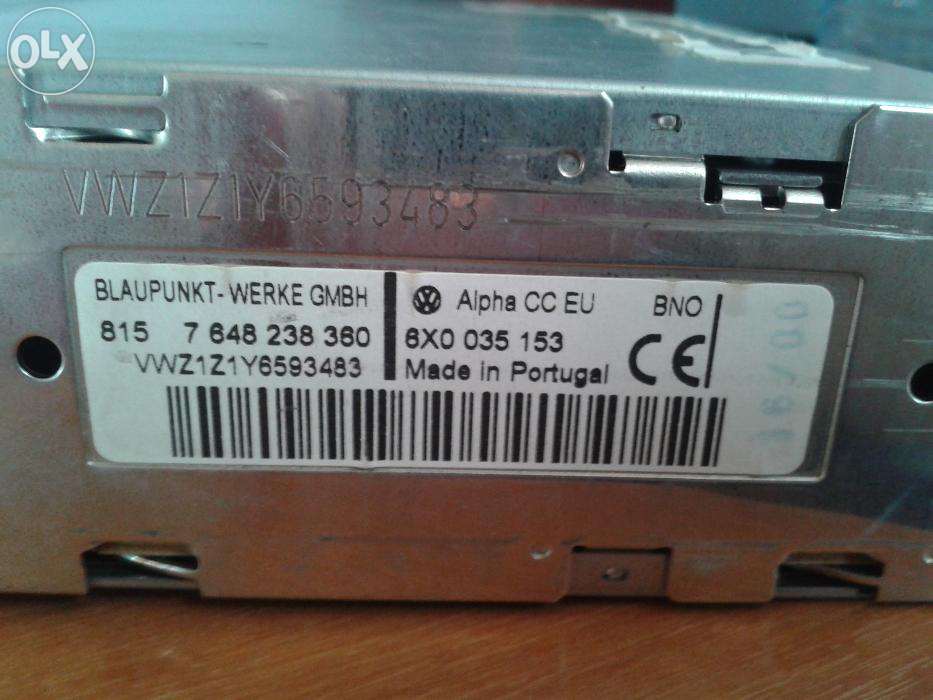 OLX
VWZ1Z1Y6593483
BLAUPUNKT-WERKE GMBH
815 7 648 238 360
VWZ1Z1Y6593483
Alpha CC EU BNO
6X0 035 153
Made in Portugal CE